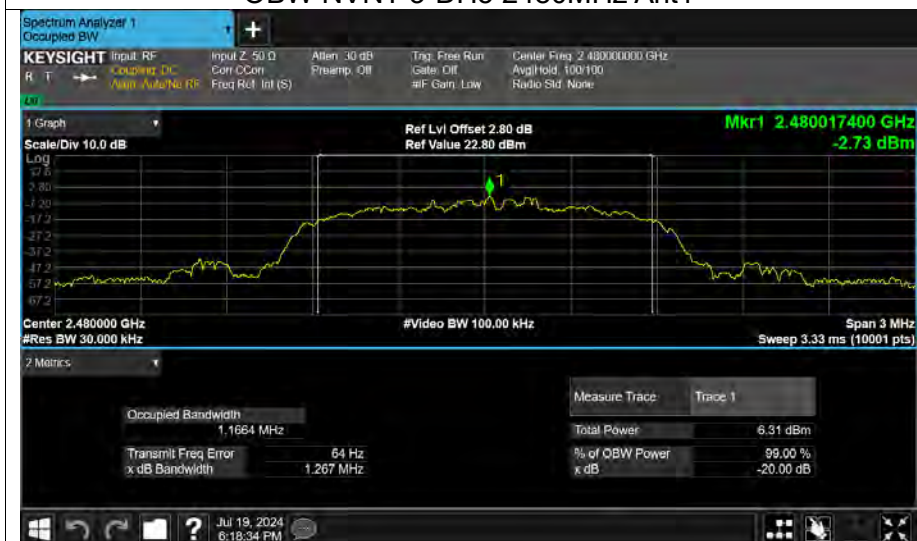 Spectrum Analyzer 1
Occupied BW
+
KEYSIGHT Input: RF Input Z: 50 Ω Atten: 30 dB Trig: Free Run Center Freq: 2.480000000 GHz
R T Coupling: DC Corr CCorr Preamp: Off Gate: Off Avg|Hold: 100/100
Align: Auto/No RF Freq Ref: Int (S) #IF Gain: Low Radio Std: None
1 Graph
Ref Lvl Offset 2.80 dB Mkr1 2.480017400 GHz
Scale/Div 10.0 dB Ref Value 22.80 dBm -2.73 dBm
Log
2.80
-7.20
-17.2
-27.2
-37.2
-47.2
-57.2
-67.2
1
Center 2.480000 GHz #Video BW 100.00 kHz Span 3 MHz
#Res BW 30.000 kHz Sweep 3.33 ms (10001 pts)
2 Metrics
Measure Trace Trace 1
Occupied Bandwidth
1.1664 MHz Total Power 6.31 dBm
Transmit Freq Error 64 Hz % of OBW Power 99.00 %
x dB Bandwidth 1.267 MHz x dB -20.00 dB
? Jul 19, 2024
6:18:34 PM